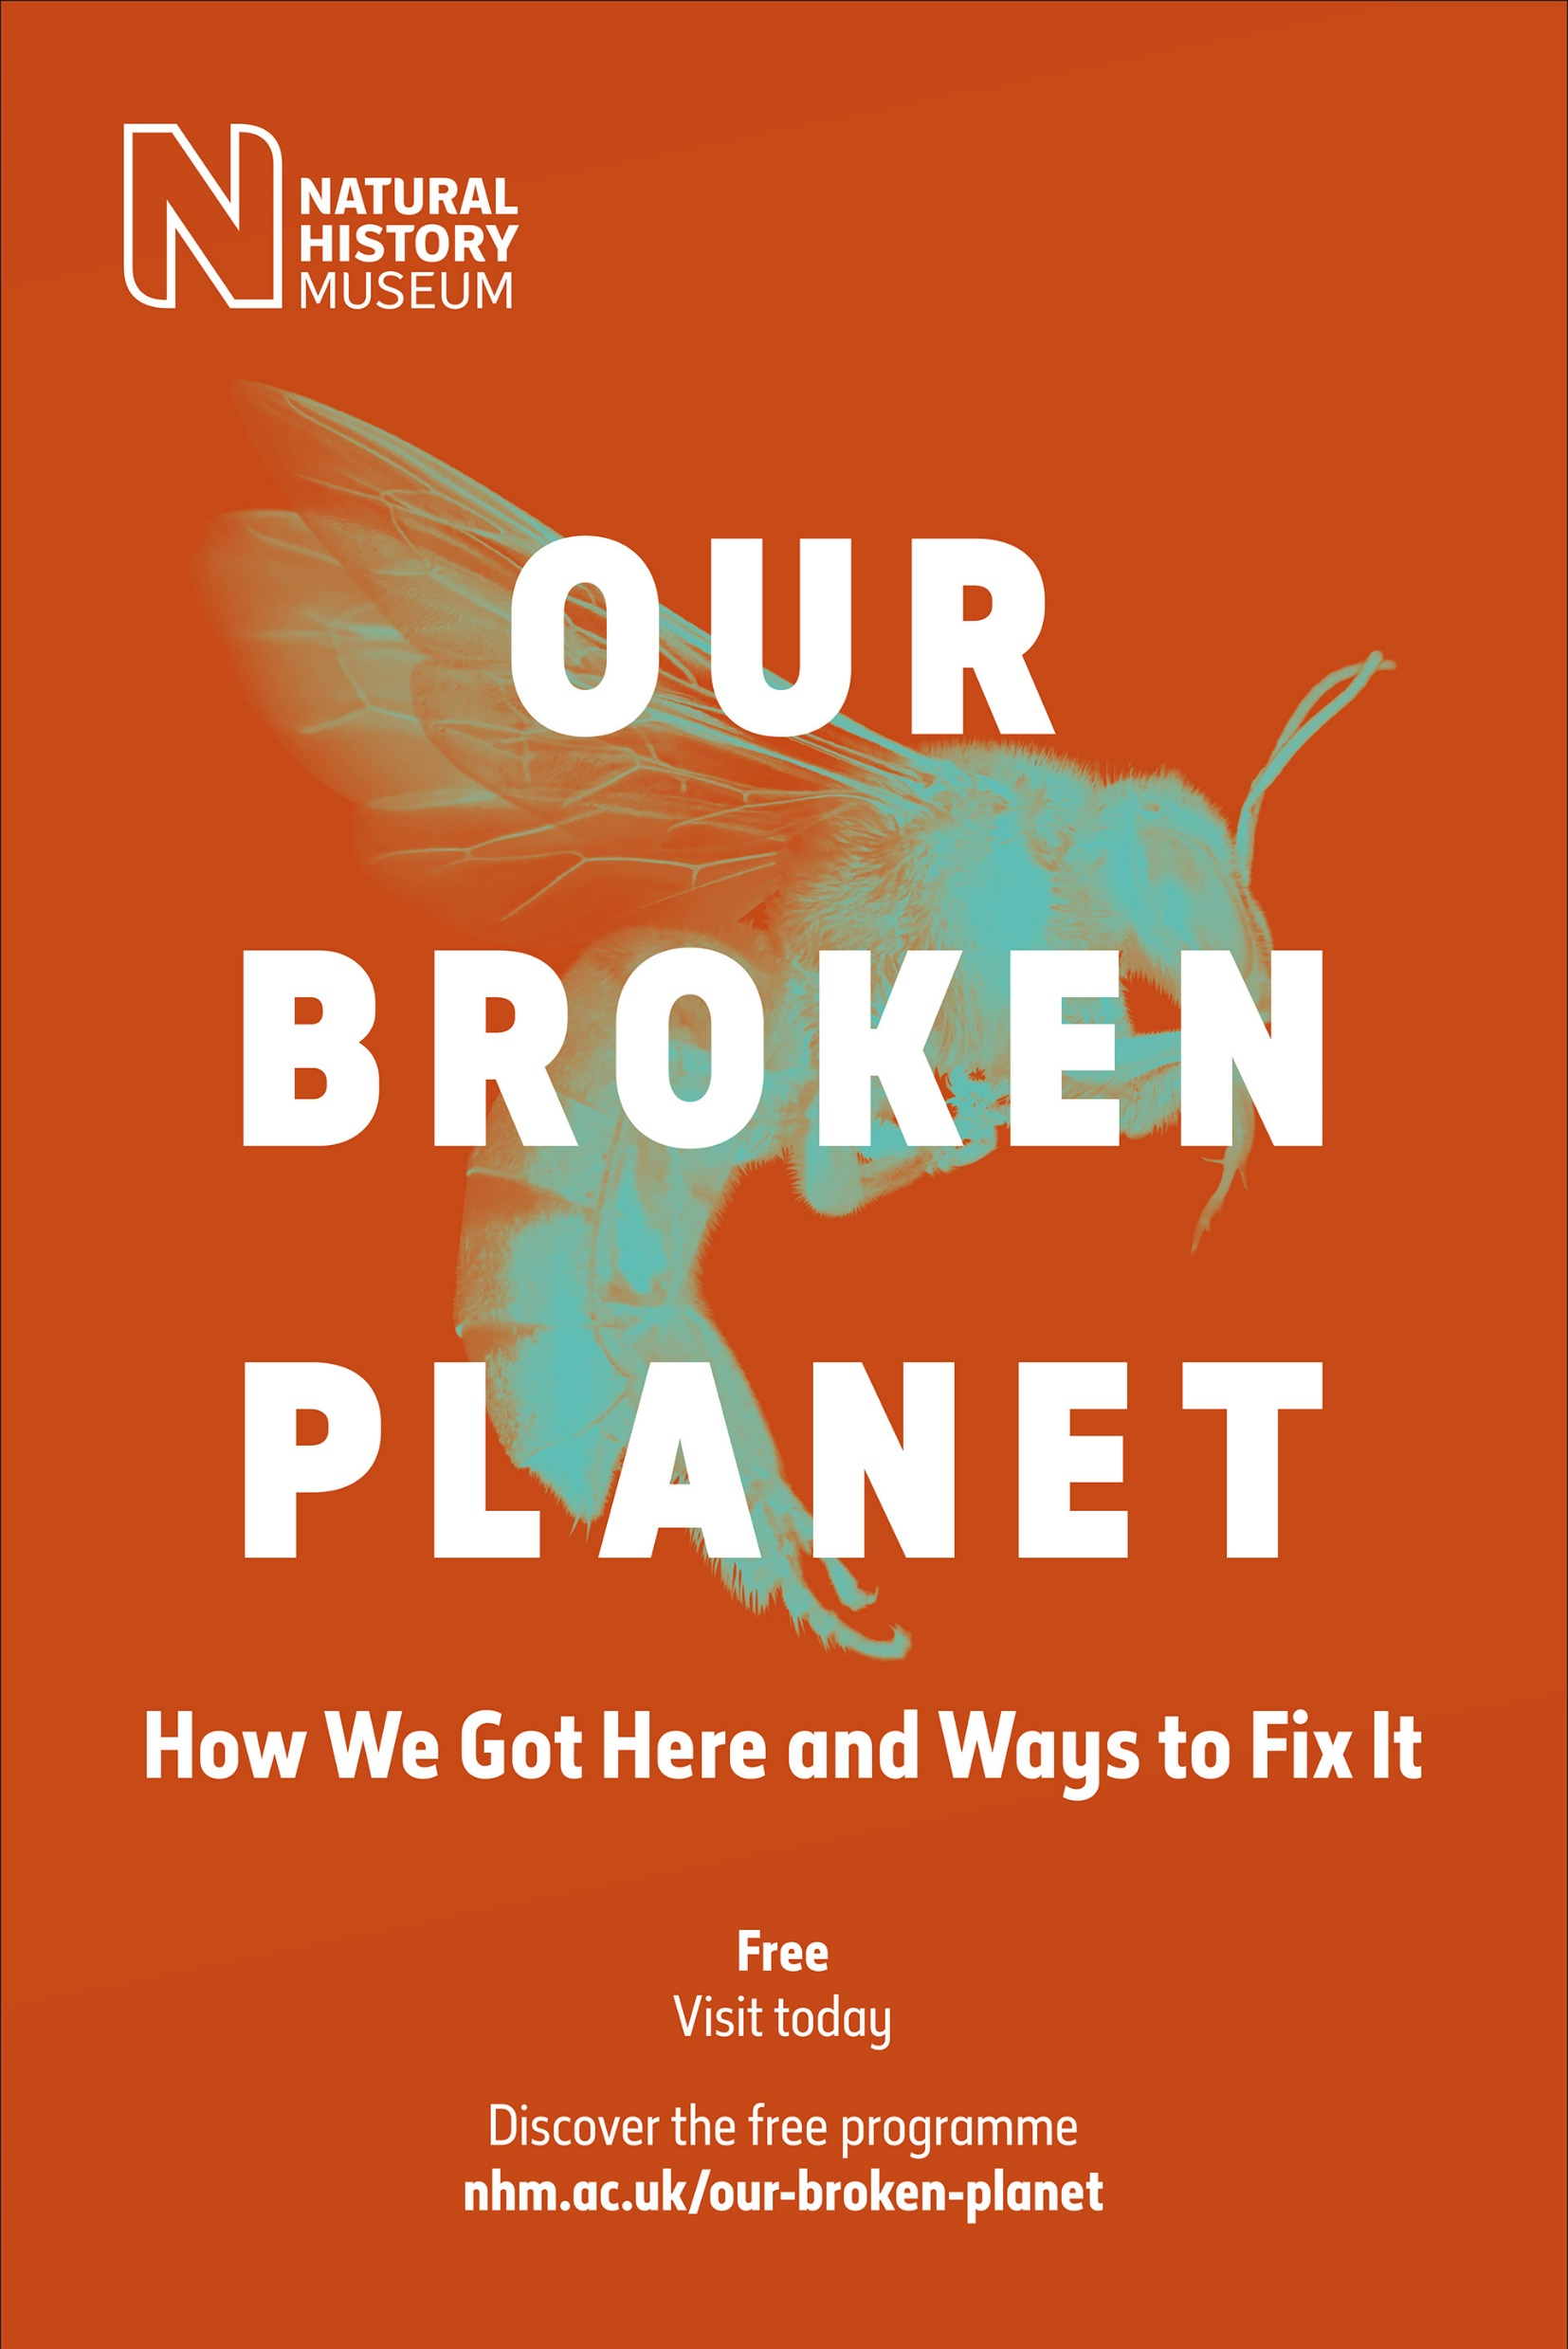 NATURAL
HISTORY
MUSEUM
OUR
BROKEN
PLANET
How We Got Here and Ways to Fix It
Free
Visit today
Discover the free programme
nhm.ac.uk/our-broken-planet